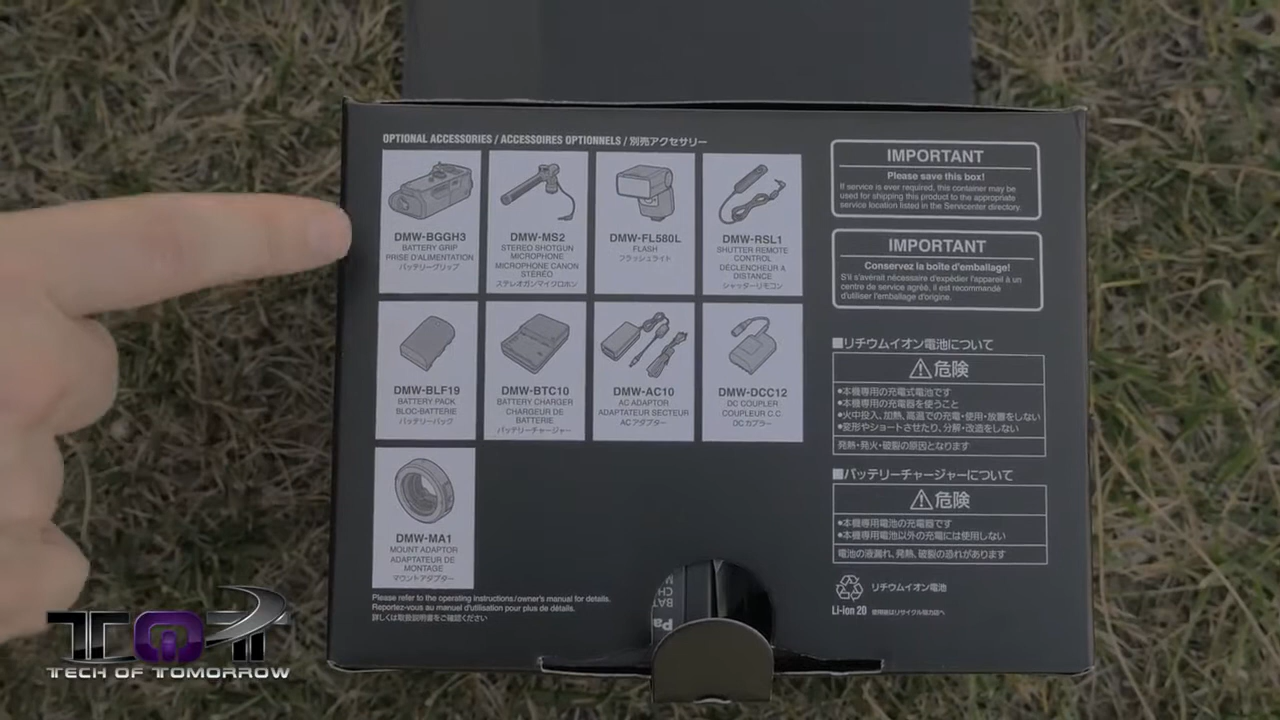 OPTIONAL ACCESSORIES / ACCESSOIRES OPTIONNELS / 別売アクセサリー
DMW-BGGH3
BATTERY GRIP
PRISE D'ALIMENTATION
バッテリーグリップ
DMW-MS2
STEREO SHOTGUN
MICROPHONE
MICROPHONE CANON
STÉRÉO
ステレオガンマイクロホン
DMW-FL580L
FLASH
フラッシュライト
DMW-RSL1
SHUTTER REMOTE
CONTROL
DÉCLENCHEUR À
DISTANCE
シャッターリモコン
DMW-BLF19
BATTERY PACK
BLOC-BATTERIE
バッテリーパック
DMW-BTC10
BATTERY CHARGER
CHARGEUR DE
BATTERIE
バッテリーチャージャー
DMW-AC10
AC ADAPTOR
ADAPTATEUR SECTEUR
ACアダプター
DMW-DCC12
DC COUPLER
COUPLEUR C.C.
DCカプラー
DMW-MA1
MOUNT ADAPTOR
ADAPTATEUR DE
MONTAGE
マウントアダプター
Please refer to the operating instructions/owner's manual for details.
Reportez-vous au manuel d'utilisation pour plus de détails.
詳しくは取扱説明書をご確認ください
IMPORTANT
Please save this box!
If service is ever required, this container may be
used for shipping this product to the appropriate
service location listed in the Servicenter directory.
IMPORTANT
Conservez la boîte d'emballage!
S'il s'avérait nécessaire d'expédier l'appareil à un
centre de service agréé, il est recommandé
d'utiliser l'emballage d'origine.
■リチウムイオン電池について
⚠危険
●本機専用の充電式電池です
●本機専用の充電器を使うこと
●火中投入、加熱、高温での充電・使用・放置をしない
●変形やショートさせたり、分解・改造をしない
発熱・発火・破裂の原因となります
■バッテリーチャージャーについて
⚠危険
●本機専用電池の充電器です
●本機専用電池以外の充電には使用しない
電池の液漏れ、発熱、破裂の恐れがあります
リチウムイオン電池
Li-ion 20 使用後はリサイクル協力店へ
Pa
BAT
CH
TOT
TECH OF TOMORROW